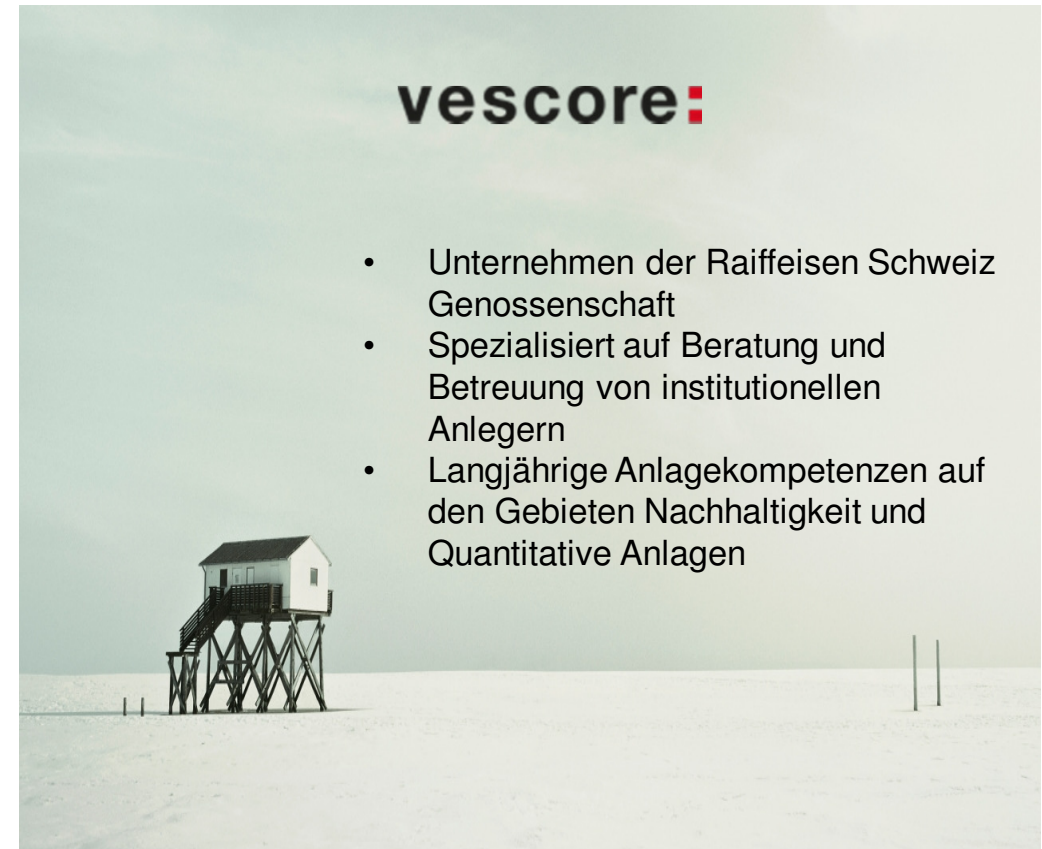 vescore:
• Unternehmen der Raiffeisen Schweiz
Genossenschaft
• Spezialisiert auf Beratung und
Betreuung von institutionellen
Anlegern
• Langjährige Anlagekompetenzen auf
den Gebieten Nachhaltigkeit und
Quantitative Anlagen